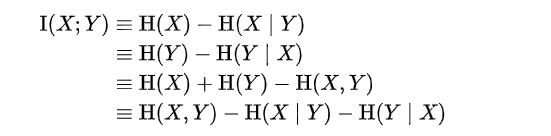 I(X; Y) ≡ H(X) − H(X | Y)
≡ H(Y) − H(Y | X)
≡ H(X) + H(Y) − H(X, Y)
≡ H(X, Y) − H(X | Y) − H(Y | X)